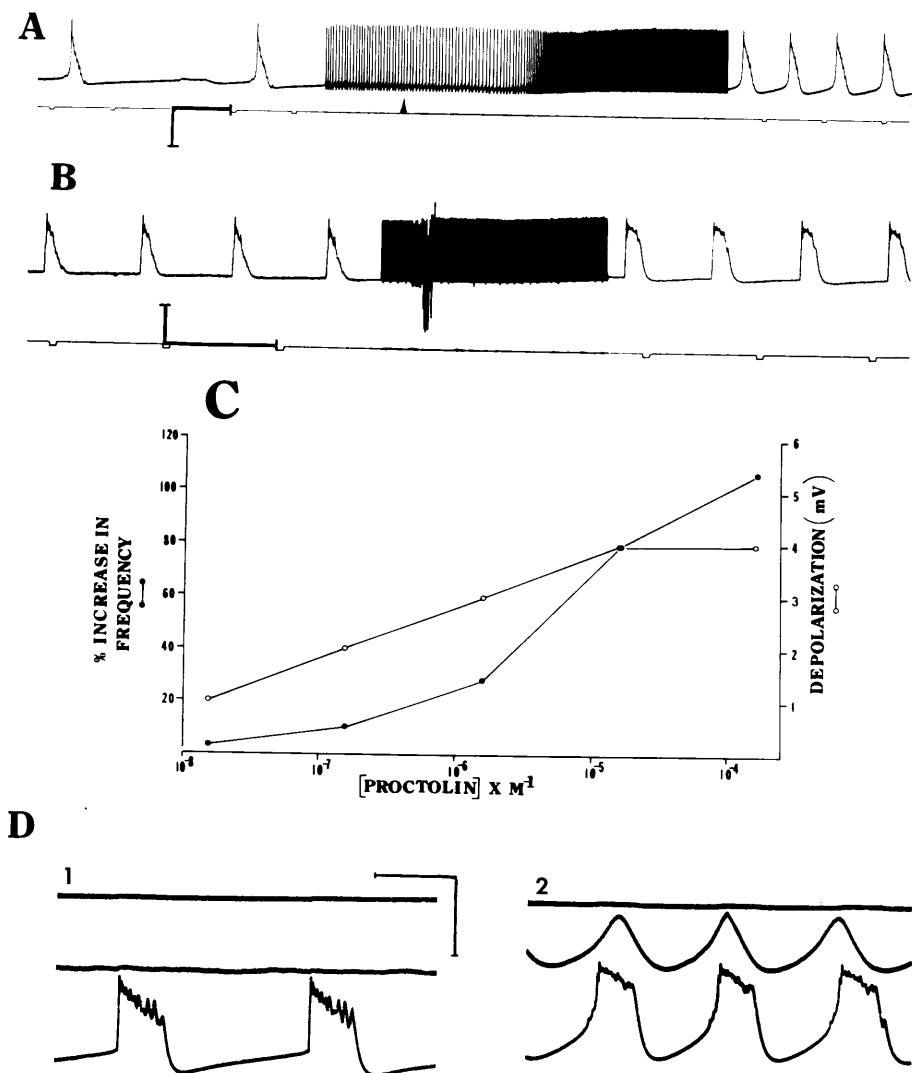 A
B
C
120
100
80
60
40
20
% INCREASE IN
FREQUENCY
6
5
4
3
2
1
DEPOLARIZATION (mV)
10⁻⁸
10⁻⁷
10⁻⁶
10⁻⁵
10⁻⁴
[PROCTOLIN] X M⁻¹
D
1
2